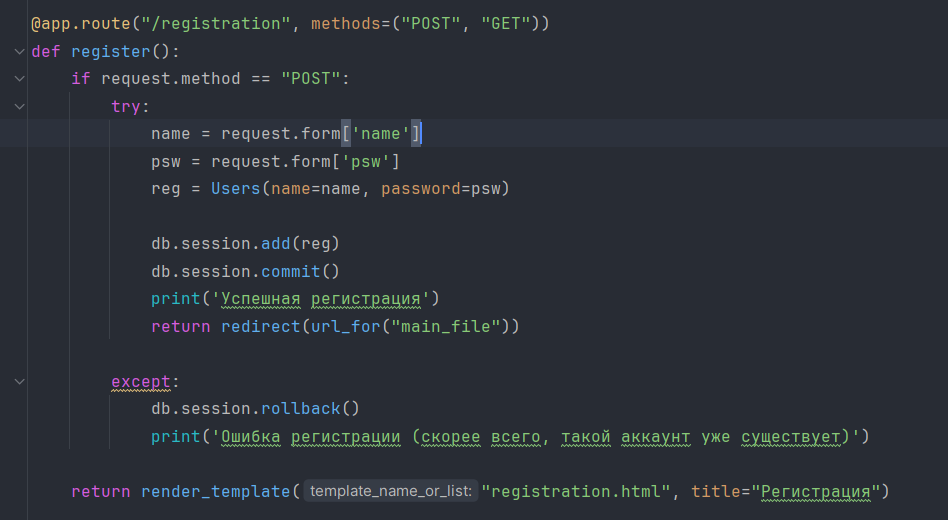 @app.route("/registration", methods=("POST", "GET"))
def register():
    if request.method == "POST":
        try:
            name = request.form['name']
            psw = request.form['psw']
            reg = Users(name=name, password=psw)
            db.session.add(reg)
            db.session.commit()
            print('Успешная регистрация')
            return redirect(url_for("main_file"))
        except:
            db.session.rollback()
            print('Ошибка регистрации (скорее всего, такой аккаунт уже существует)')
    return render_template( template_name_or_list: "registration.html", title="Регистрация")